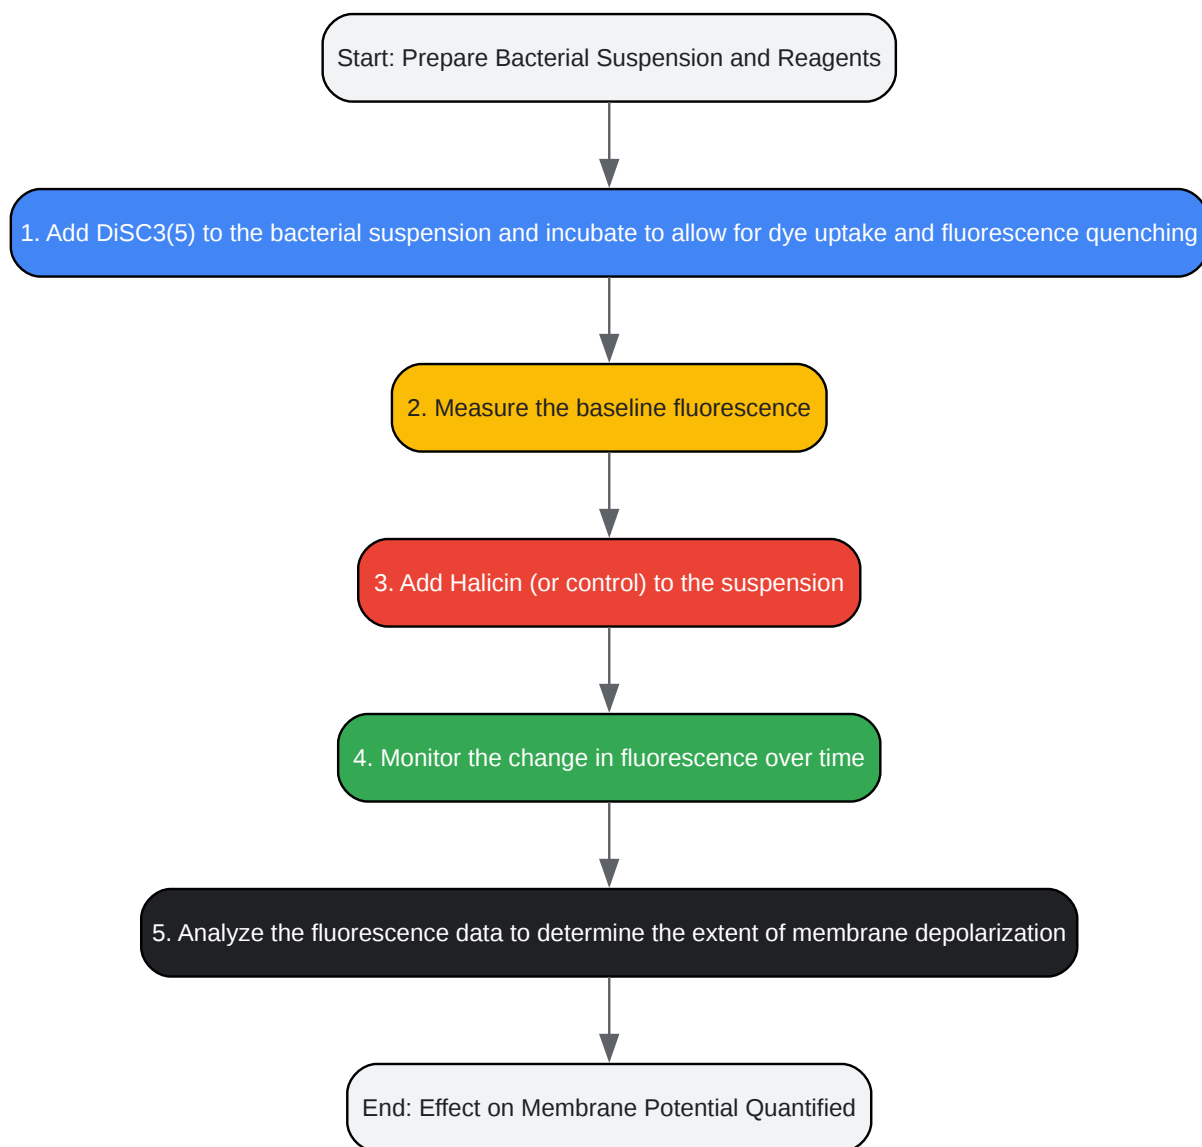 Start: Prepare Bacterial Suspension and Reagents
1. Add DiSC3(5) to the bacterial suspension and incubate to allow for dye uptake and fluorescence quenching
2. Measure the baseline fluorescence
3. Add Halicin (or control) to the suspension
4. Monitor the change in fluorescence over time
5. Analyze the fluorescence data to determine the extent of membrane depolarization
End: Effect on Membrane Potential Quantified